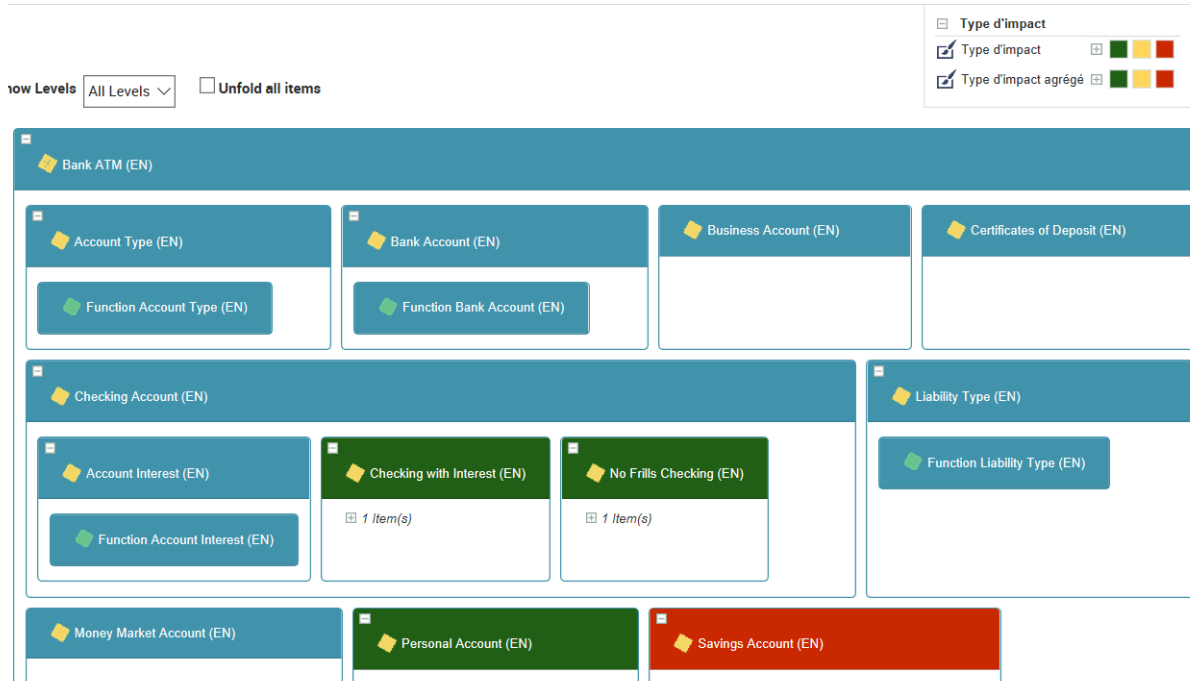 Type d'impact
Type d'impact
Type d'impact agrégé
how Levels All Levels Unfold all items
Bank ATM (EN)
Account Type (EN) Bank Account (EN) Business Account (EN) Certificates of Deposit (EN)
Function Account Type (EN) Function Bank Account (EN)
Checking Account (EN) Liability Type (EN)
Account Interest (EN) Checking with Interest (EN) No Frills Checking (EN) Function Liability Type (EN)
1 Item(s) 1 Item(s)
Function Account Interest (EN)
Money Market Account (EN) Personal Account (EN) Savings Account (EN)